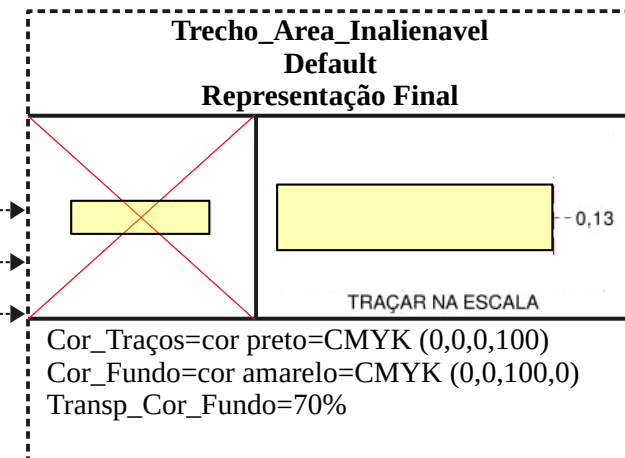 Trecho_Area_Inalienavel
Default
Representação Final
0,13
TRAÇAR NA ESCALA
Cor_Traços=cor preto=CMYK (0,0,0,100)
Cor_Fundo=cor amarelo=CMYK (0,0,100,0)
Transp_Cor_Fundo=70%